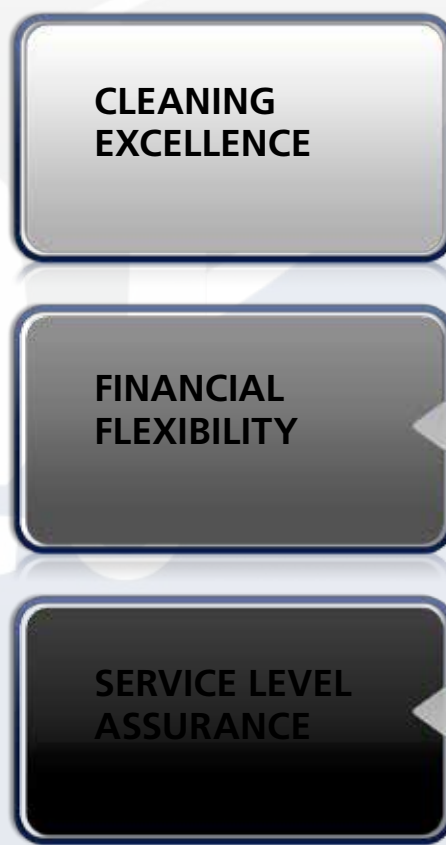 CLEANING
EXCELLENCE
FINANCIAL
FLEXIBILITY
SERVICE LEVEL
ASSURANCE